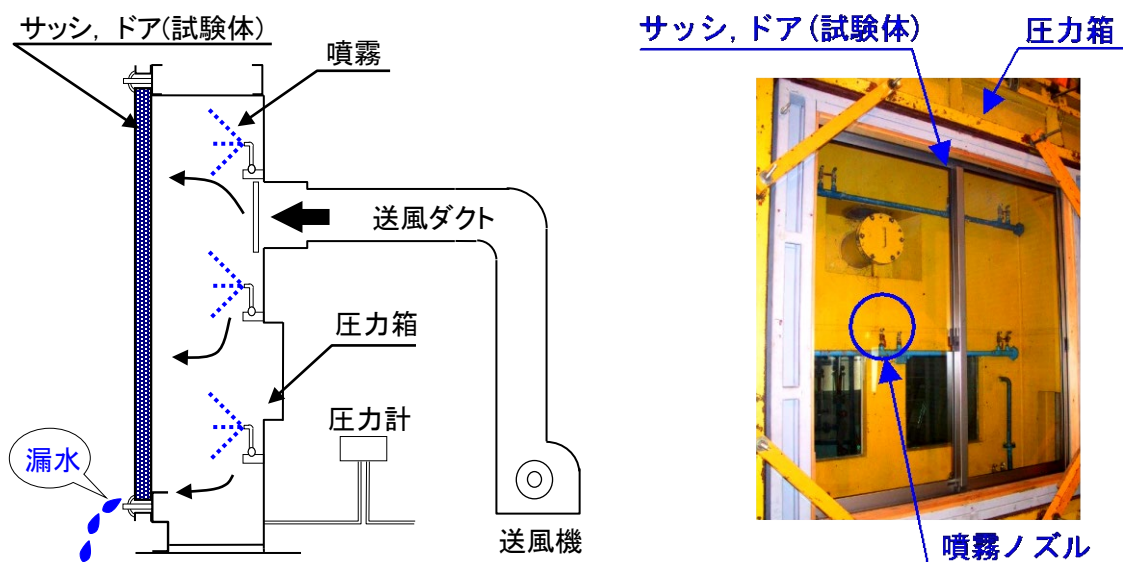 サッシ, ドア(試験体)
噴霧
送風ダクト
圧力箱
圧力計
漏水
送風機
サッシ, ドア(試験体)
圧力箱
噴霧ノズル